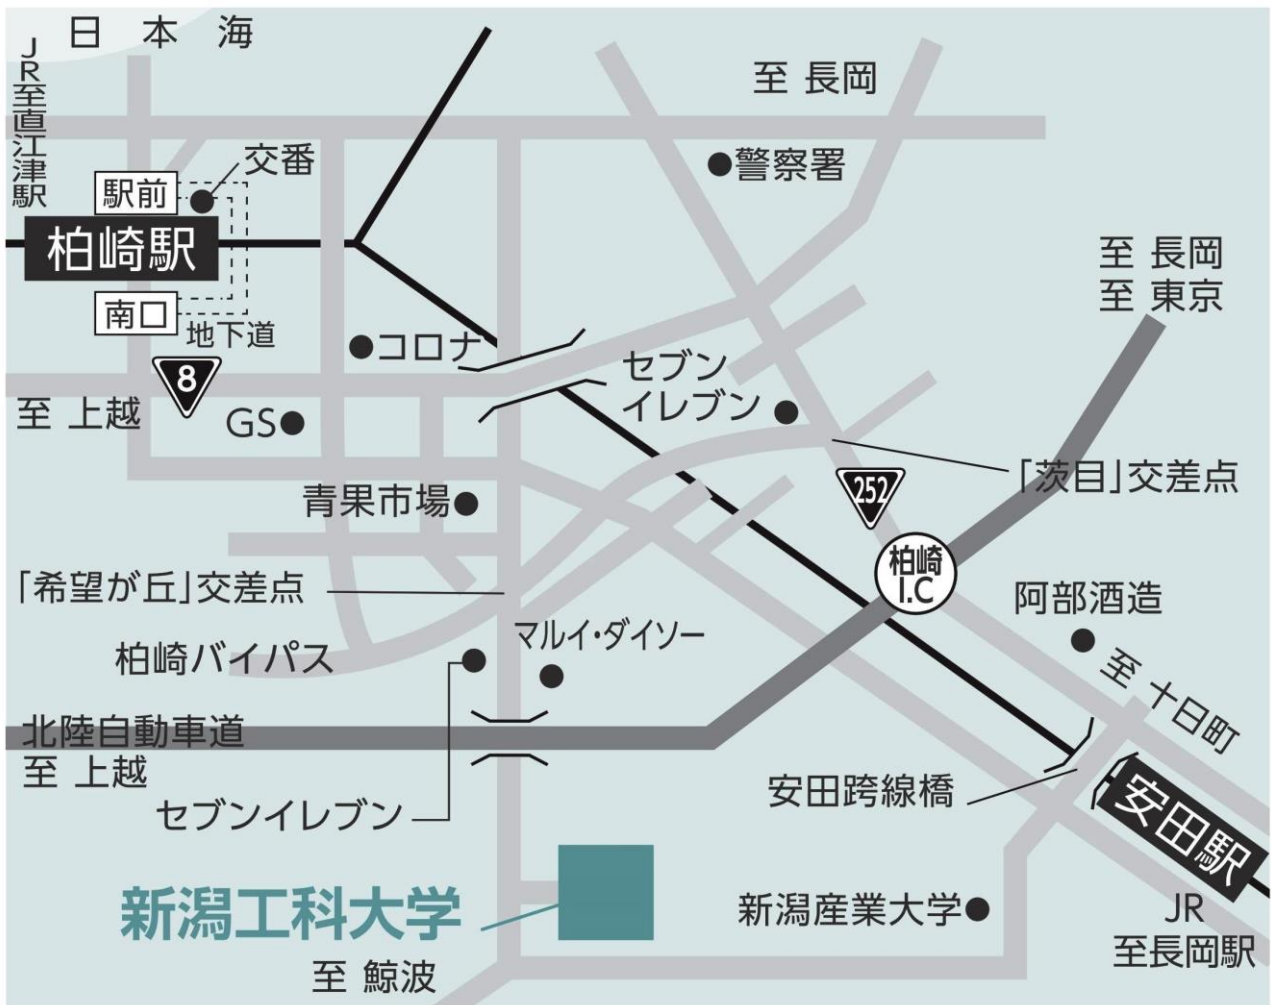 日本海
JR至直江津駅
至 長岡
交番
警察署
駅前
柏崎駅
南口
地下道
至 長岡
至 東京
コロナ
セブン
イレブン
8
至 上越
GS
「茨目」交差点
252
青果市場
柏崎
I.C
「希望が丘」交差点
阿部酒造
マルイ・ダイソー
柏崎バイパス
至 十日町
北陸自動車道
至 上越
安田跨線橋
セブンイレブン
安田駅
新潟工科大学
新潟産業大学
JR
至長岡駅
至 鯨波